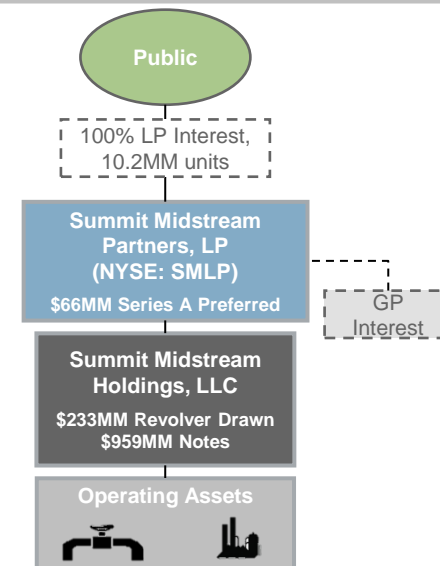 Public
100% LP Interest,
10.2MM units
Summit Midstream
Partners, LP
(NYSE: SMLP)
$66MM Series A Preferred
GP
Interest
Summit Midstream
Holdings, LLC
$233MM Revolver Drawn
$959MM Notes
Operating Assets